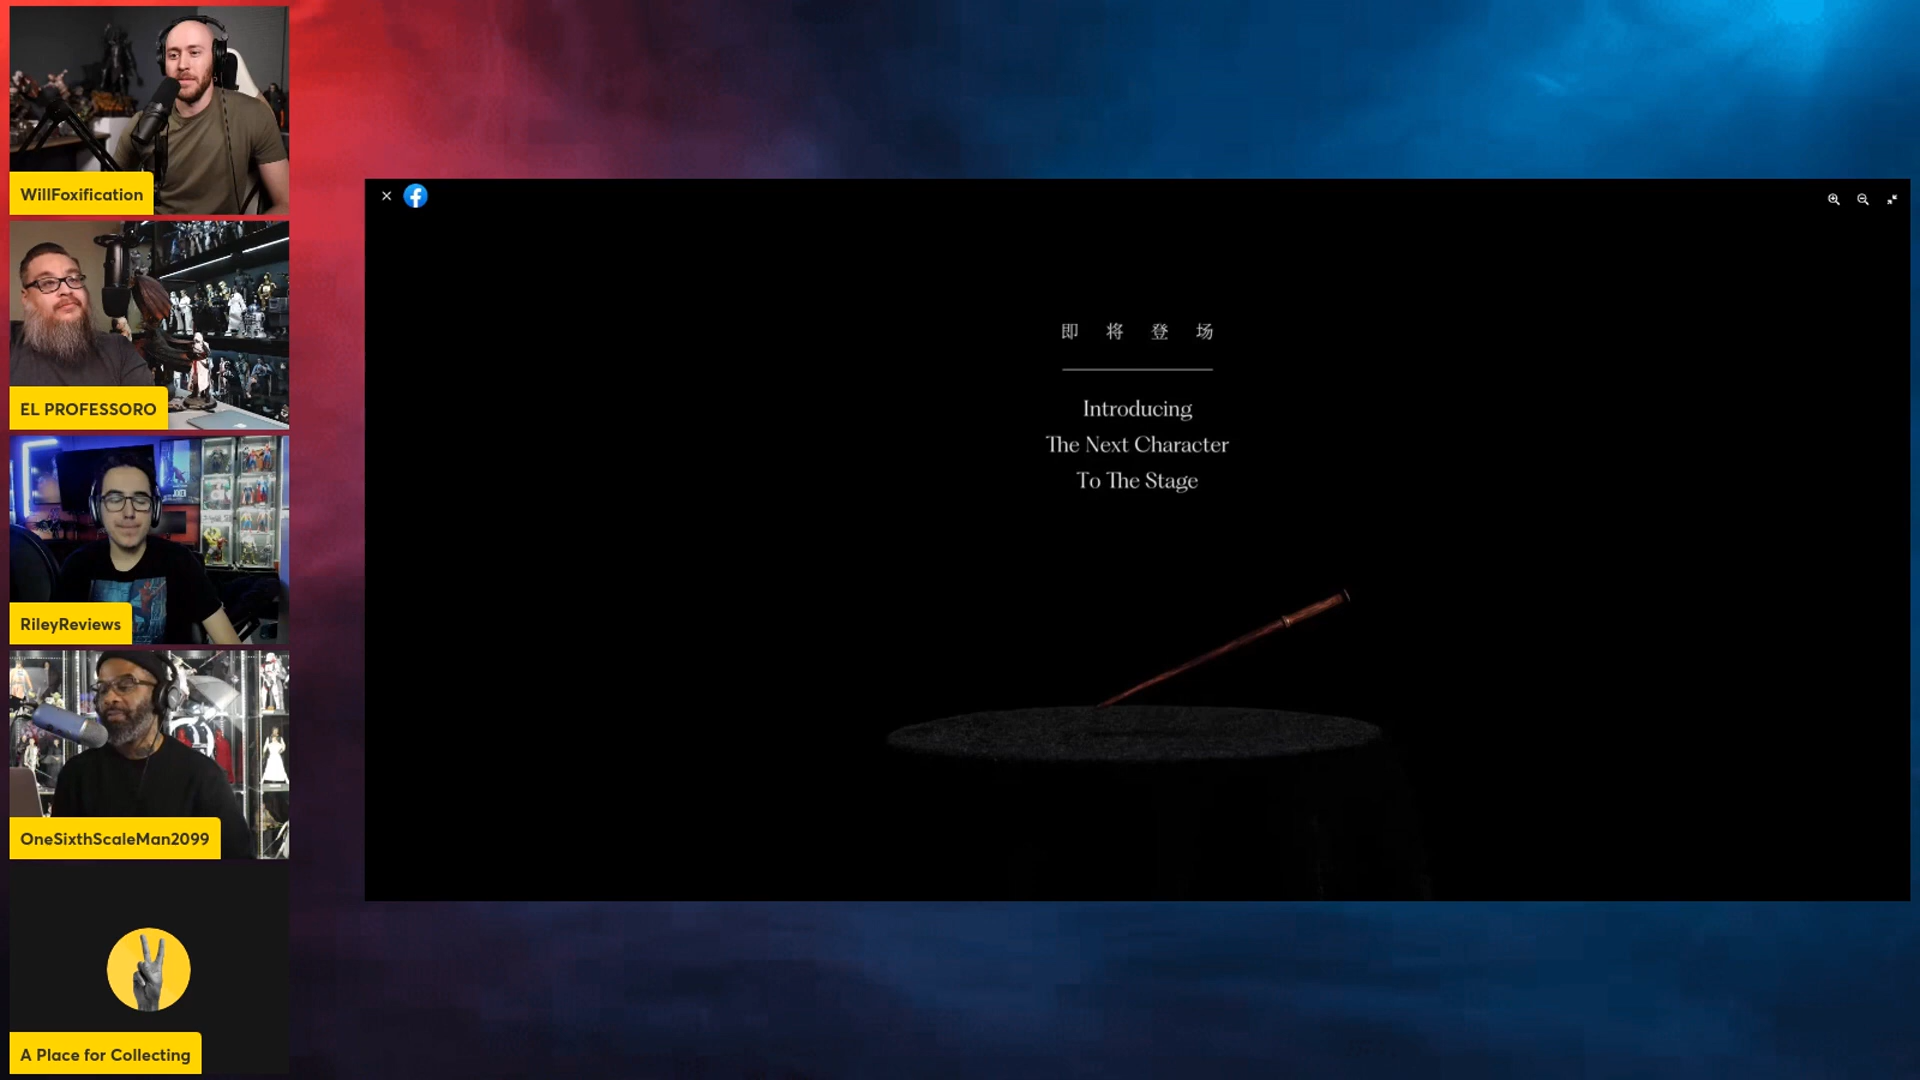 WillFoxification
EL PROFESSORO
RileyReviews
OneSixthScaleMan2099
A Place for Collecting
即将登场
Introducing
The Next Character
To The Stage